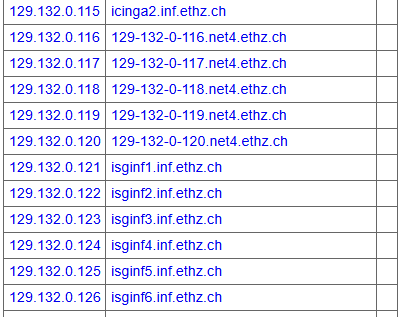 129.132.0.115 icinga2.inf.ethz.ch
129.132.0.116 129-132-0-116.net4.ethz.ch
129.132.0.117 129-132-0-117.net4.ethz.ch
129.132.0.118 129-132-0-118.net4.ethz.ch
129.132.0.119 129-132-0-119.net4.ethz.ch
129.132.0.120 129-132-0-120.net4.ethz.ch
129.132.0.121 isginf1.inf.ethz.ch
129.132.0.122 isginf2.inf.ethz.ch
129.132.0.123 isginf3.inf.ethz.ch
129.132.0.124 isginf4.inf.ethz.ch
129.132.0.125 isginf5.inf.ethz.ch
129.132.0.126 isginf6.inf.ethz.ch